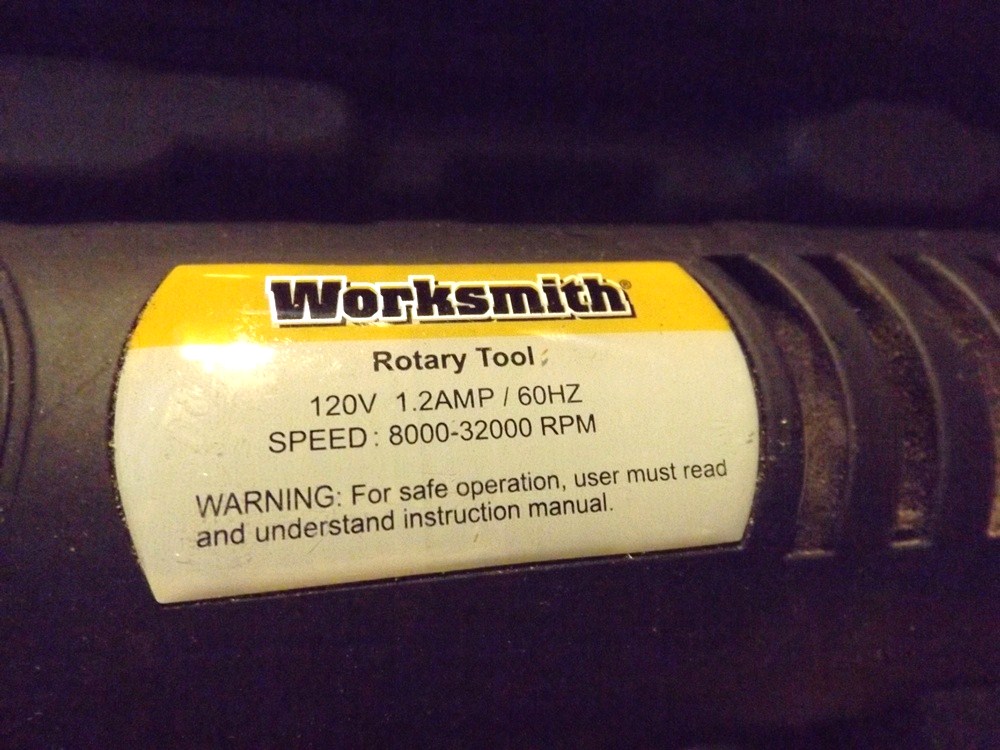 Worksmith®
Rotary Tool
120V 1.2AMP / 60HZ
SPEED: 8000-32000 RPM
WARNING: For safe operation, user must read
and understand instruction manual.